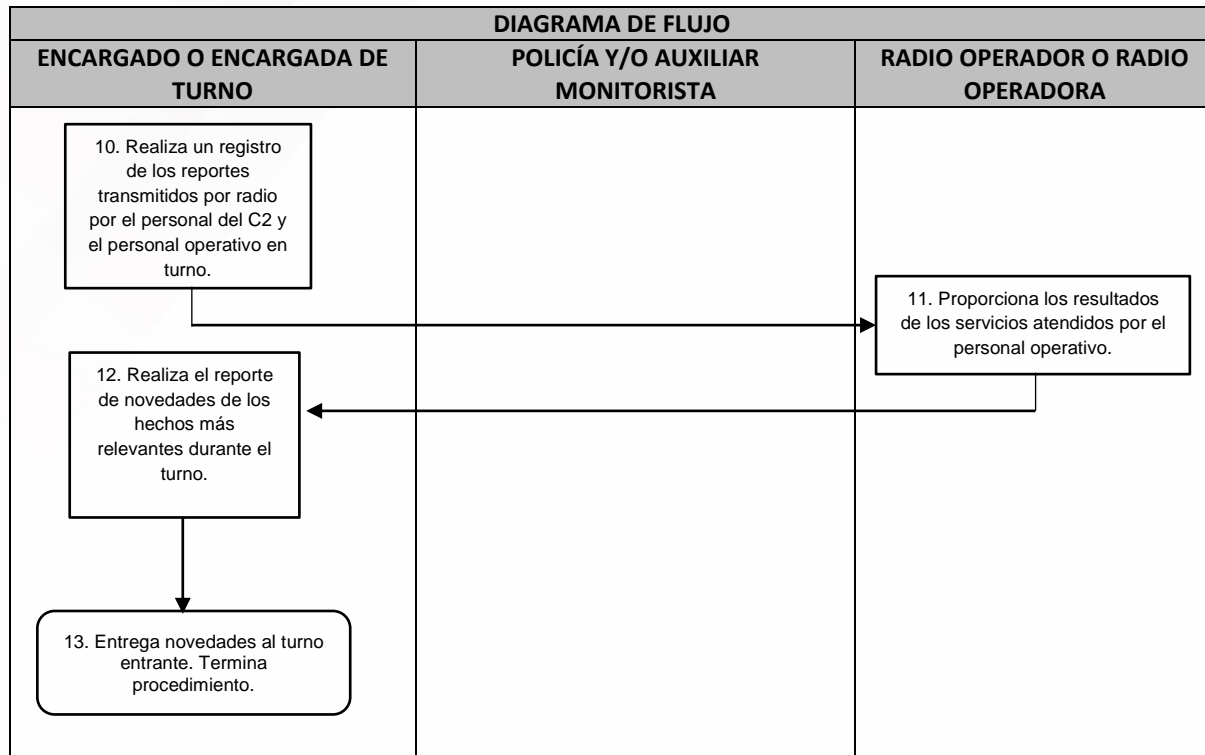 DIAGRAMA DE FLUJO
ENCARGADO O ENCARGADA DE
TURNO
POLICÍA Y/O AUXILIAR
MONITORISTA
RADIO OPERADOR O RADIO
OPERADORA
10. Realiza un registro
de los reportes
transmitidos por radio
por el personal del C2 y
el personal operativo en
turno.
11. Proporciona los resultados
de los servicios atendidos por el
personal operativo.
12. Realiza el reporte
de novedades de los
hechos más
relevantes durante el
turno.
13. Entrega novedades al turno
entrante. Termina
procedimiento.